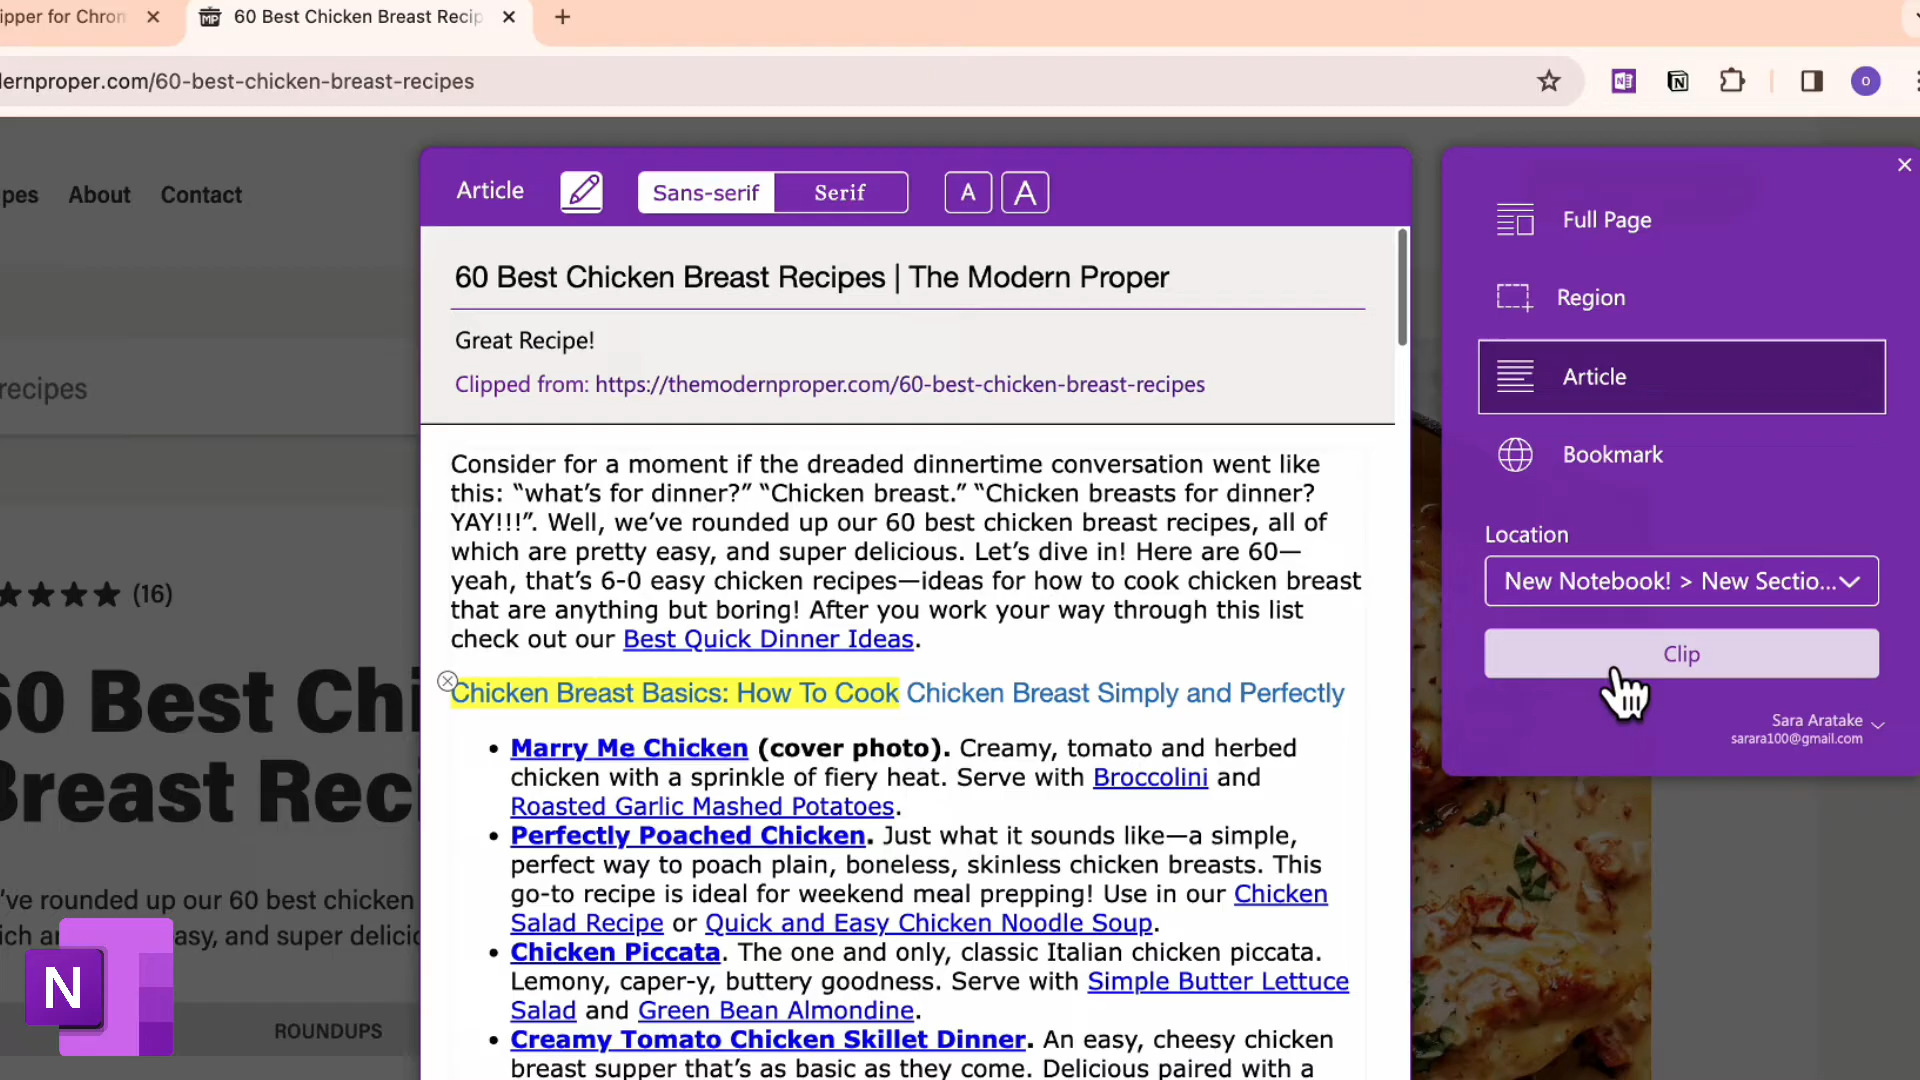 ipper for Chron
MP
60 Best Chicken Breast Recip
lernproper.com/60-best-chicken-breast-recipes
N
N
o
pes About Contact
recipes
(16)
60 Best Chi
Breast Reci
've rounded up our 60 best chicken
asy, and super delicio
ROUNDUPS
N
Article
Sans-serif
Serif
A
A
60 Best Chicken Breast Recipes | The Modern Proper
Great Recipe!
Clipped from: https://themodernproper.com/60-best-chicken-breast-recipes
Consider for a moment if the dreaded dinnertime conversation went like
this: “what’s for dinner?” “Chicken breast.” “Chicken breasts for dinner?
YAY!!!”. Well, we’ve rounded up our 60 best chicken breast recipes, all of
which are pretty easy, and super delicious. Let’s dive in! Here are 60—
yeah, that’s 6-0 easy chicken recipes—ideas for how to cook chicken breast
that are anything but boring! After you work your way through this list
check out our Best Quick Dinner Ideas.
Chicken Breast Basics: How To Cook Chicken Breast Simply and Perfectly
• Marry Me Chicken (cover photo). Creamy, tomato and herbed
chicken with a sprinkle of fiery heat. Serve with Broccolini and
Roasted Garlic Mashed Potatoes.
• Perfectly Poached Chicken. Just what it sounds like—a simple,
perfect way to poach plain, boneless, skinless chicken breasts. This
go-to recipe is ideal for weekend meal prepping! Use in our Chicken
Salad Recipe or Quick and Easy Chicken Noodle Soup.
• Chicken Piccata. The one and only, classic Italian chicken piccata.
Lemony, caper-y, buttery goodness. Serve with Simple Butter Lettuce
Salad and Green Bean Almondine.
• Creamy Tomato Chicken Skillet Dinner. An easy, cheesy chicken
breast supper that’s as basic as they come. Delicious paired with a
Full Page
Region
Article
Bookmark
Location
New Notebook! > New Sectio...
Clip
Sara Aratake
sarara100@gmail.com